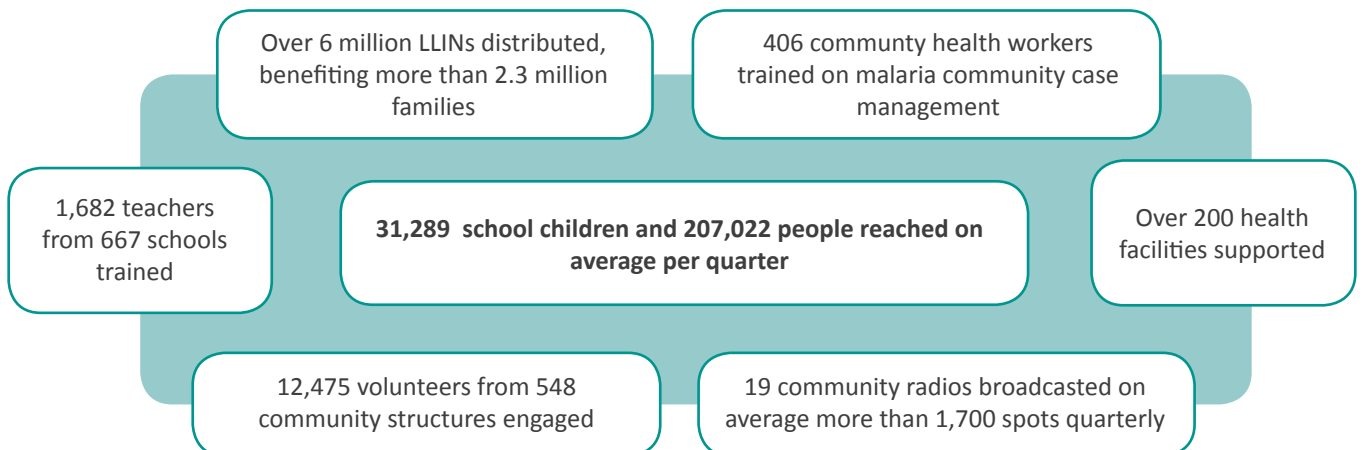 Over 6 million LLINs distributed,
benefiting more than 2.3 million
families
406 communty health workers
trained on malaria community case
management
1,682 teachers
from 667 schools
trained
31,289 school children and 207,022 people reached on
average per quarter
Over 200 health
facilities supported
12,475 volunteers from 548
community structures engaged
19 community radios broadcasted on
average more than 1,700 spots quarterly